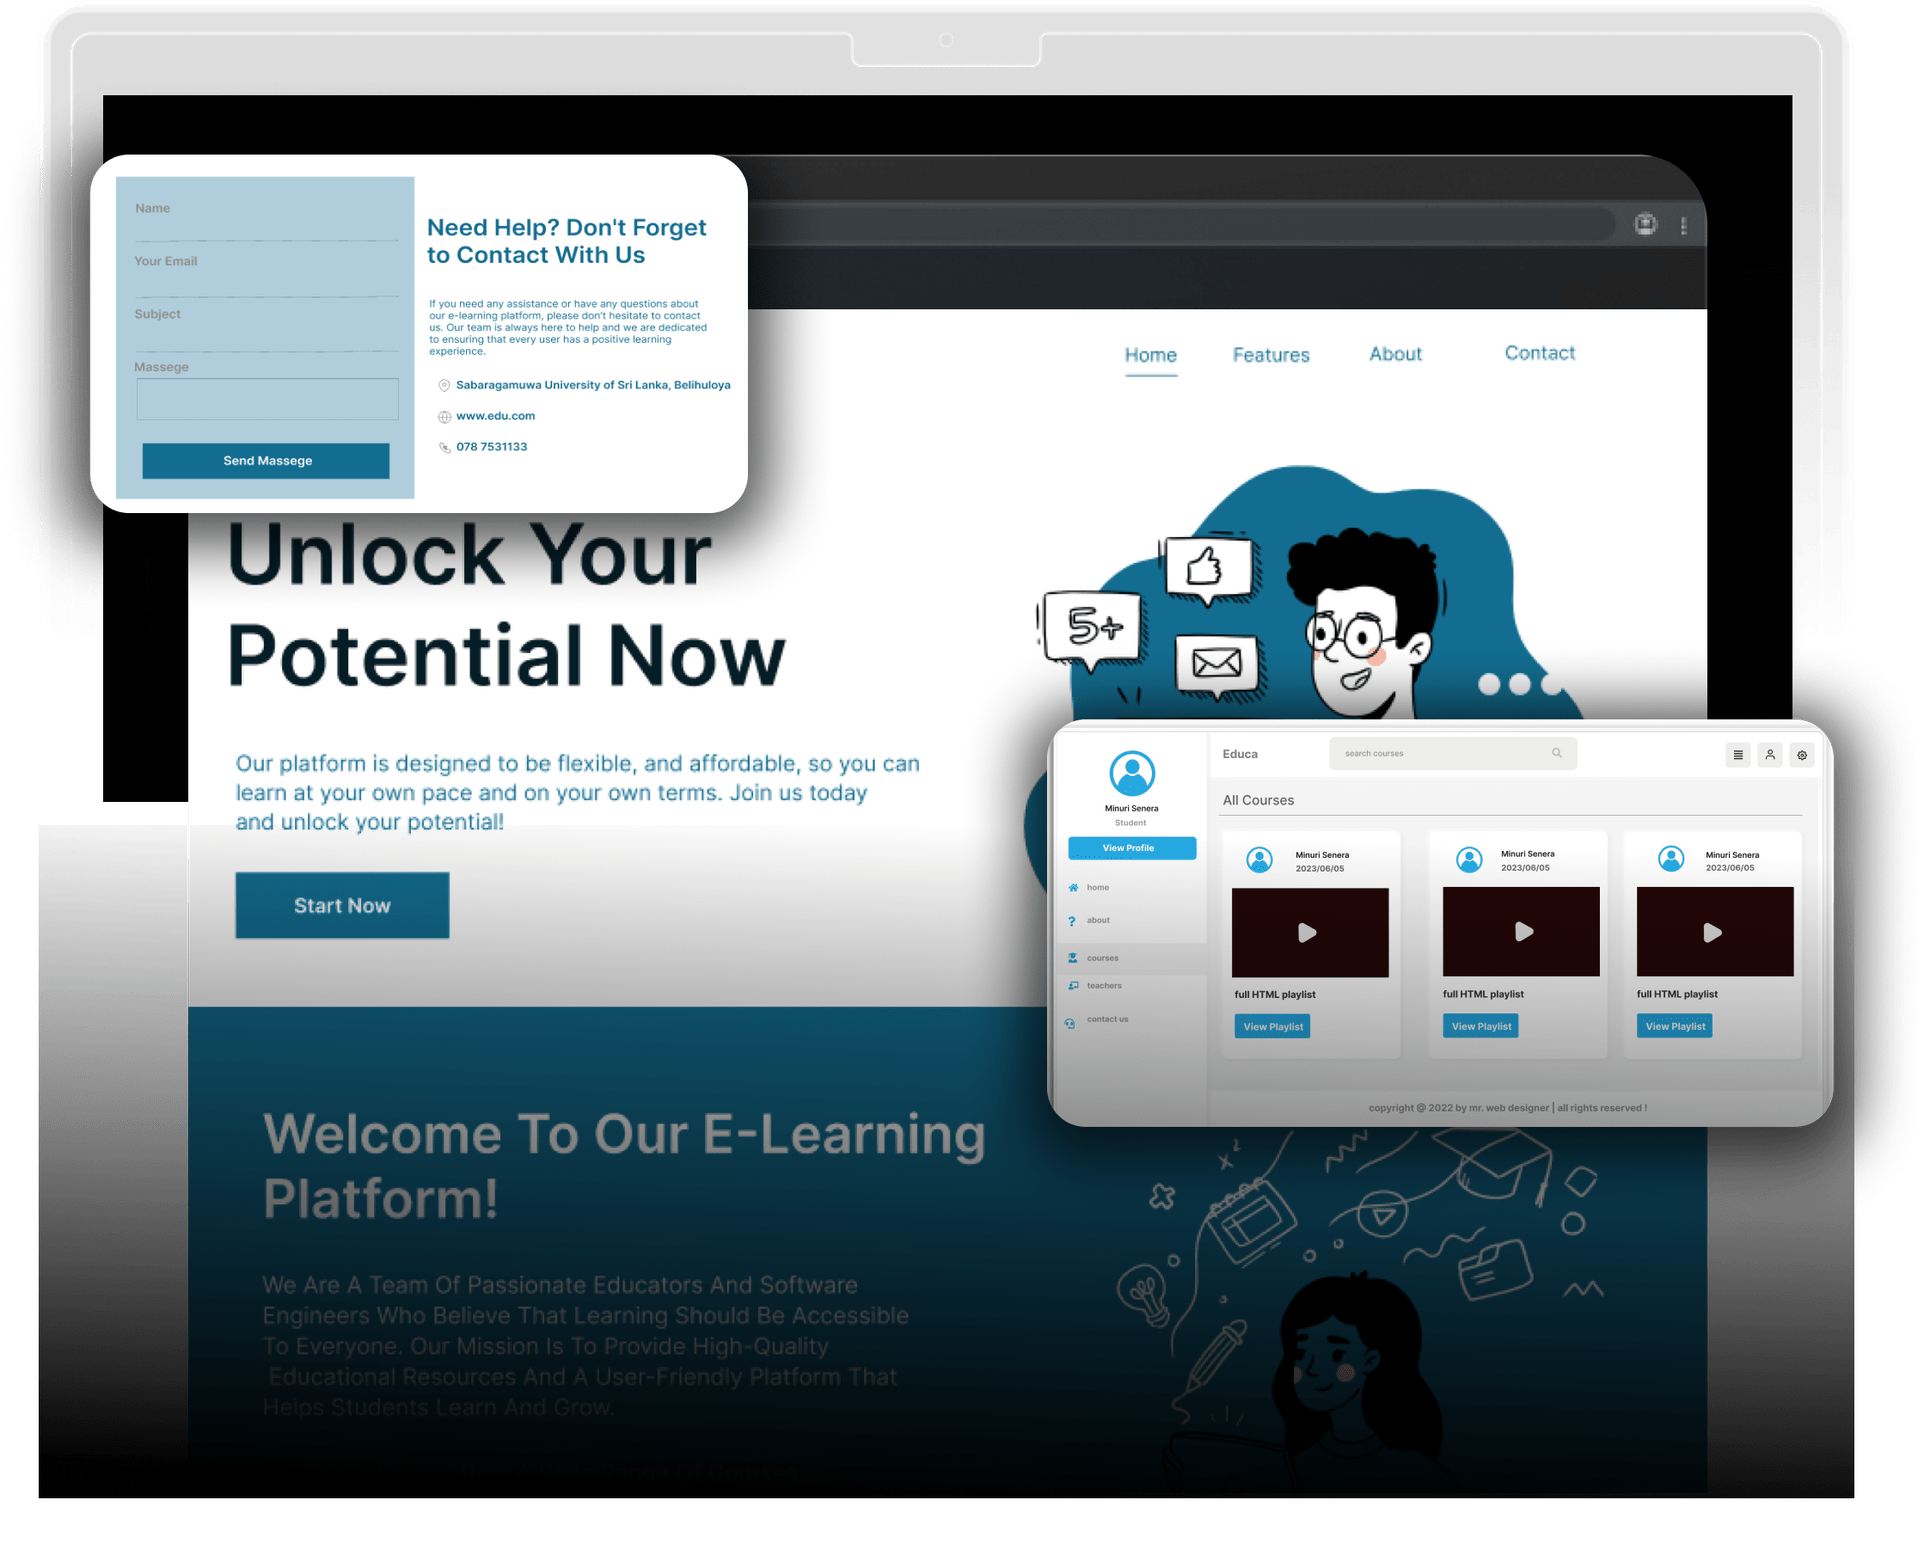 Name
Your Email
Subject
Massege
Send Massege
Need Help? Don't Forget
to Contact With Us
If you need any assistance or have any questions about
our e-learning platform, please don't hesitate to contact
us. Our team is always here to help and we are dedicated
to ensuring that every user has a positive learning
experience.
Sabaragamuwa University of Sri Lanka, Belihuloya
www.edu.com
078 7531133
Home
Features
About
Contact
Unlock Your
Potential Now
5+
Our platform is designed to be flexible, and affordable, so you can
learn at your own pace and on your own terms. Join us today
and unlock your potential!
Start Now
Minuri Senera
Student
View Profile
home
about
courses
teachers
contact us
Educa
search courses
All Courses
Minuri Senera
2023/06/05
full HTML playlist
View Playlist
Minuri Senera
2023/06/05
full HTML playlist
View Playlist
Minuri Senera
2023/06/05
full HTML playlist
View Playlist
copyright @ 2022 by mr. web designer | all rights reserved !
Welcome To Our E-Learning
Platform!
x²
We Are A Team Of Passionate Educators And Software
Engineers Who Believe That Learning Should Be Accessible
To Everyone. Our Mission Is To Provide High-Quality
Educational Resources And A User-Friendly Platform That
Helps Students Learn And Grow.
A Wide Range Of Courses